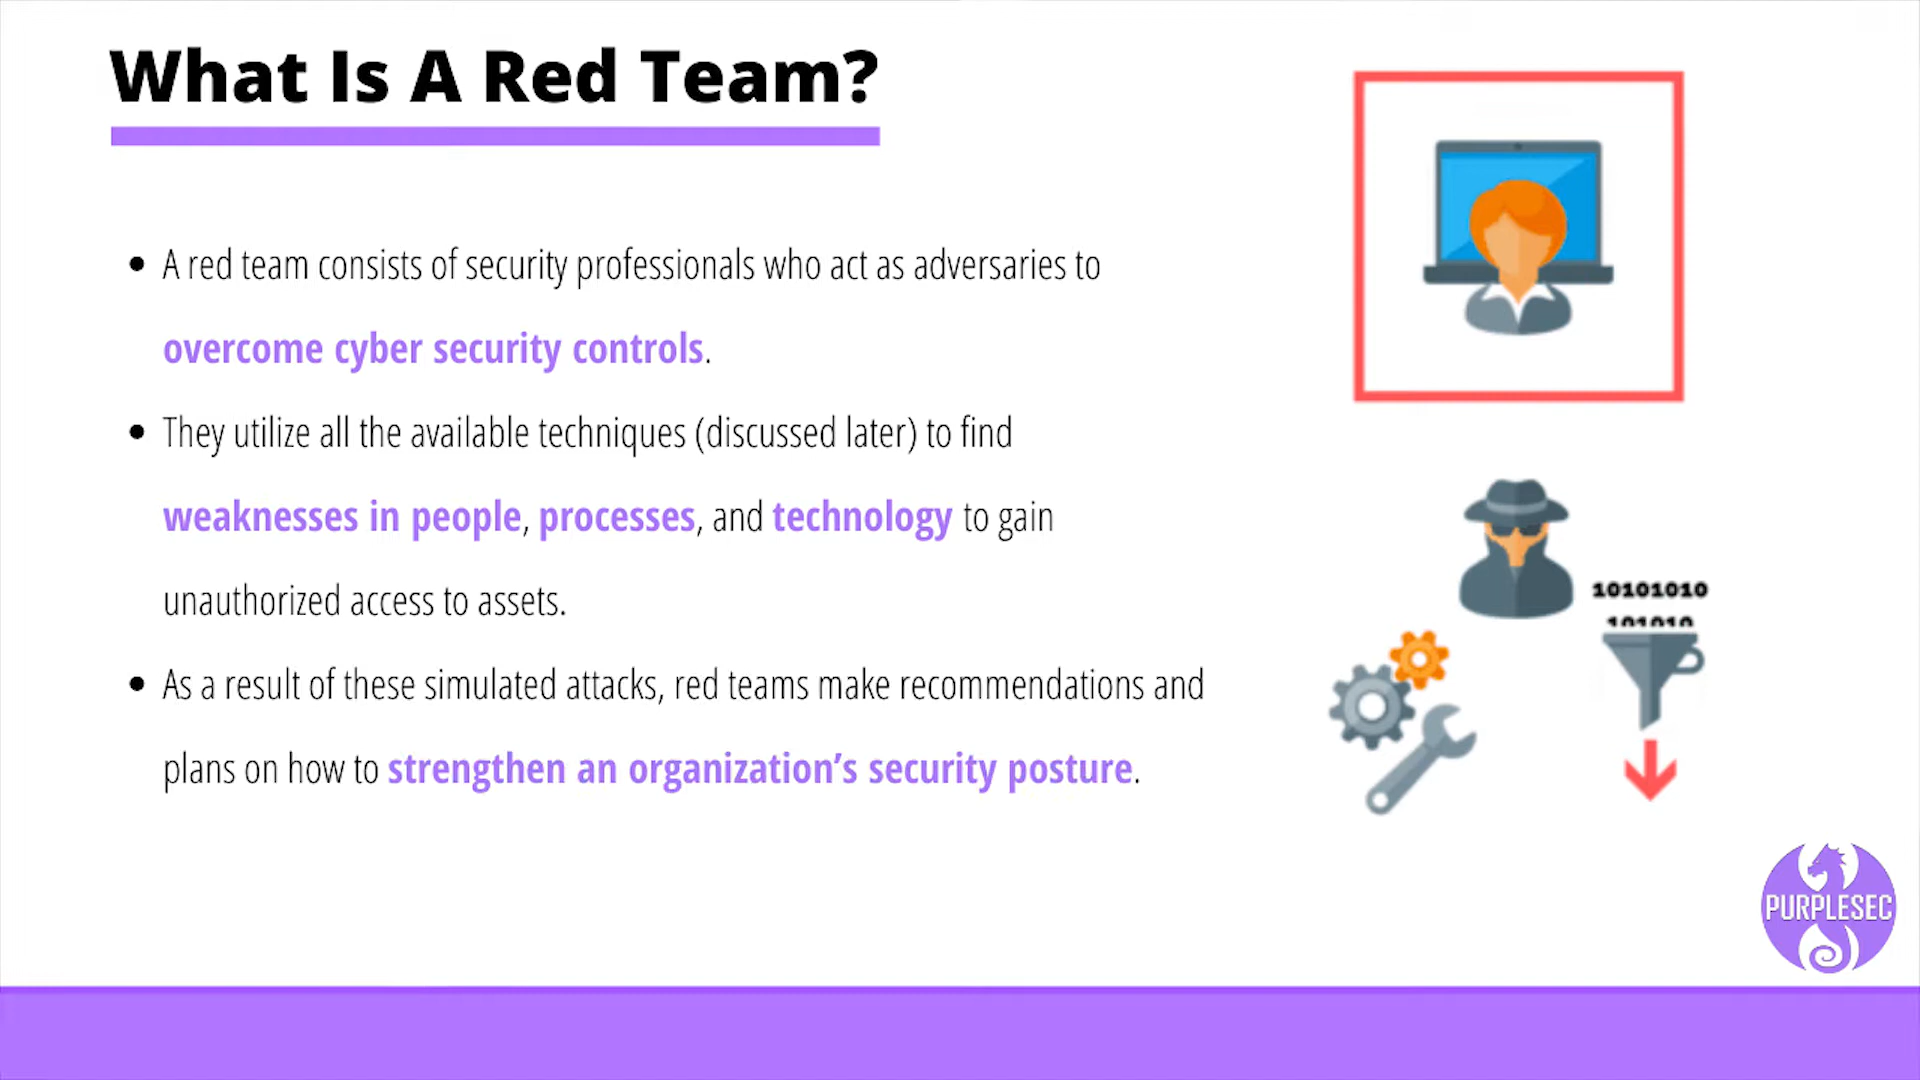 What Is A Red Team?
• A red team consists of security professionals who act as adversaries to
overcome cyber security controls.
• They utilize all the available techniques (discussed later) to find
weaknesses in people, processes, and technology to gain
unauthorized access to assets.
• As a result of these simulated attacks, red teams make recommendations and
plans on how to strengthen an organization’s security posture.
10101010
101010
PURPLESEC